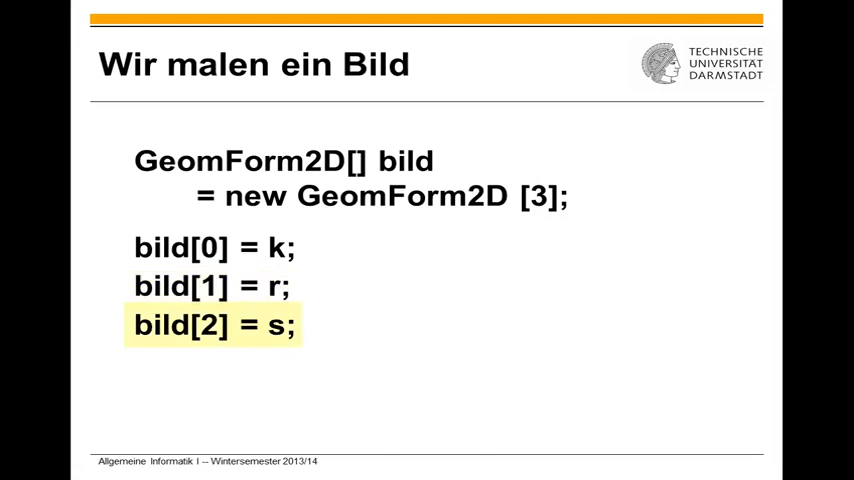 Wir malen ein Bild
TECHNISCHE
UNIVERSITÄT
DARMSTADT
GeomForm2D[] bild
= new GeomForm2D [3];
bild[0] = k;
bild[1] = r;
bild[2] = s;
Allgemeine Informatik I -- Wintersemester 2013/14